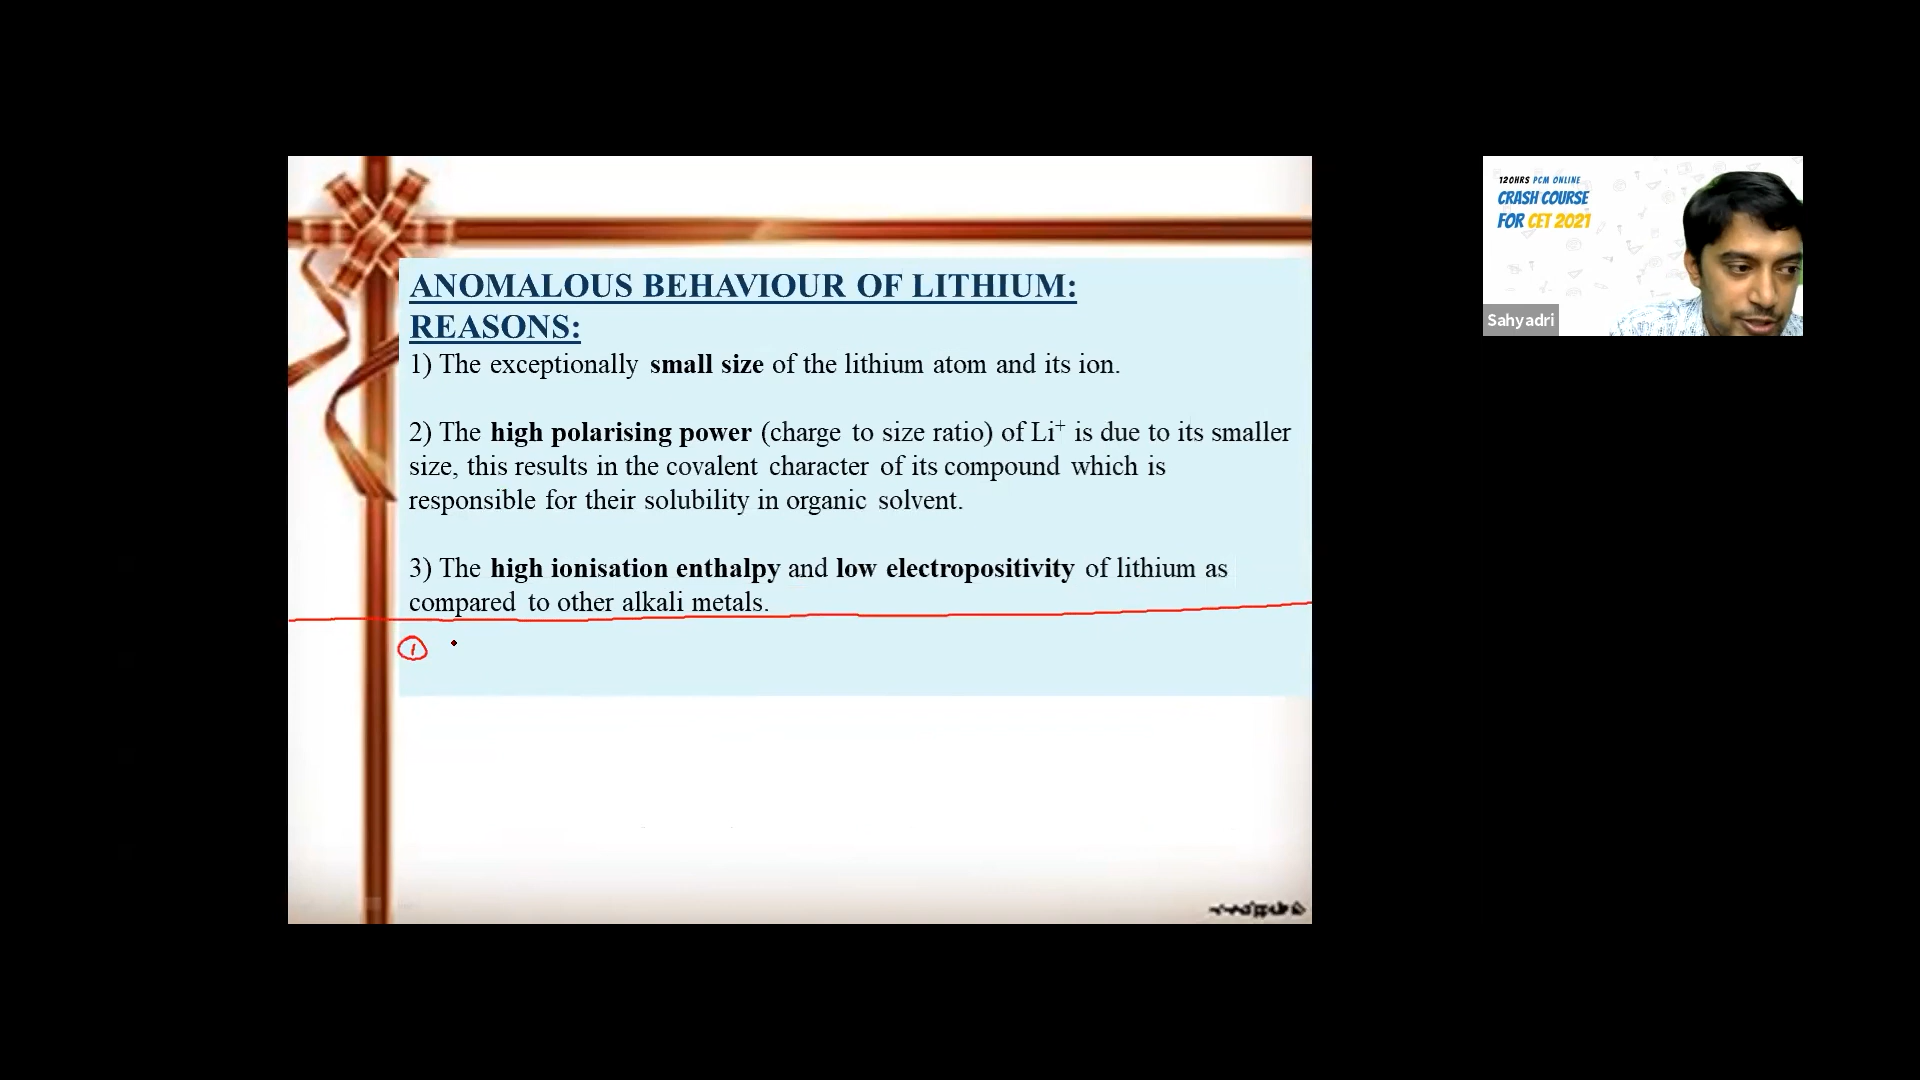 ANOMALOUS BEHAVIOUR OF LITHIUM:
REASONS:
1) The exceptionally small size of the lithium atom and its ion.
2) The high polarising power (charge to size ratio) of Li⁺ is due to its smaller
size, this results in the covalent character of its compound which is
responsible for their solubility in organic solvent.
3) The high ionisation enthalpy and low electropositivity of lithium as
compared to other alkali metals.
1
120HRS PCM ONLINE
CRASH COURSE
FOR CET 2021
Sahyadri